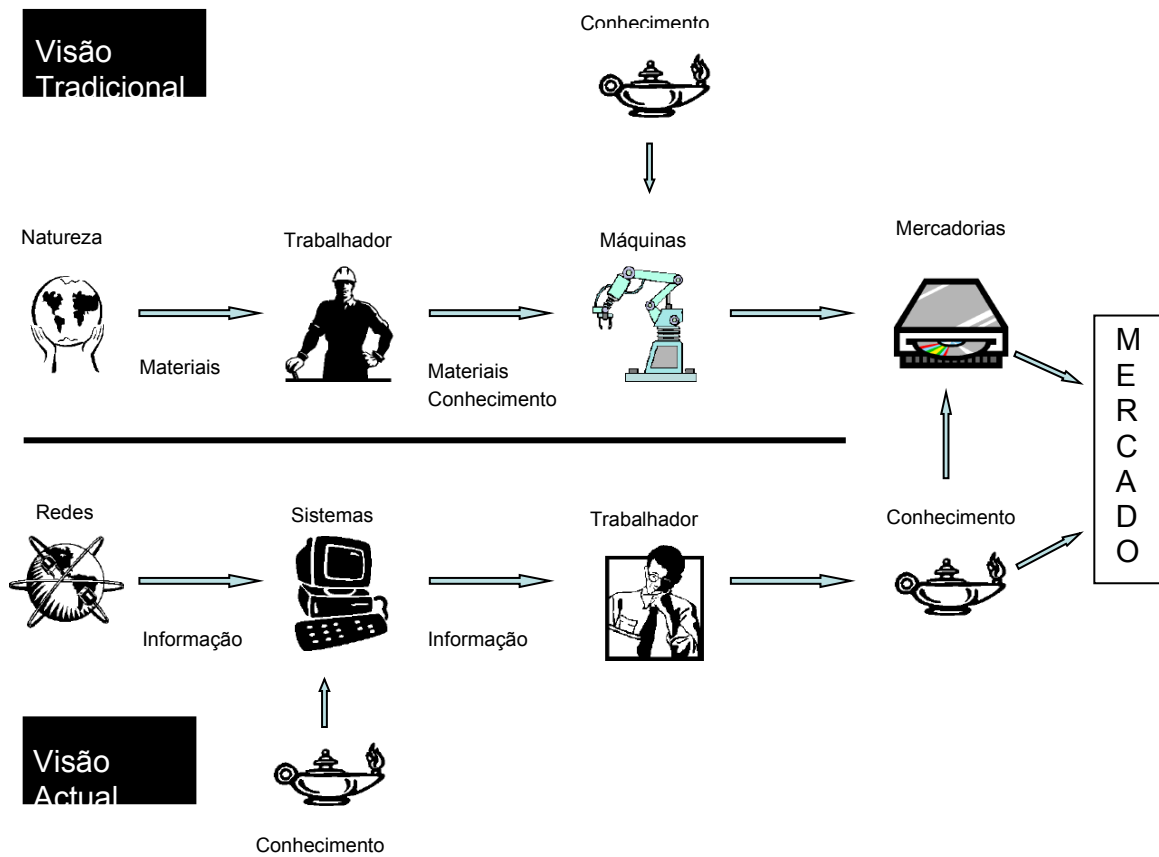 Visão
Tradicional
Conhecimento
Natureza
Trabalhador
Máquinas
Mercadorias
Materiais
Materiais
Conhecimento
M
E
R
C
A
D
O
Redes
Sistemas
Trabalhador
Conhecimento
Informação
Informação
Visão
Actual
Conhecimento